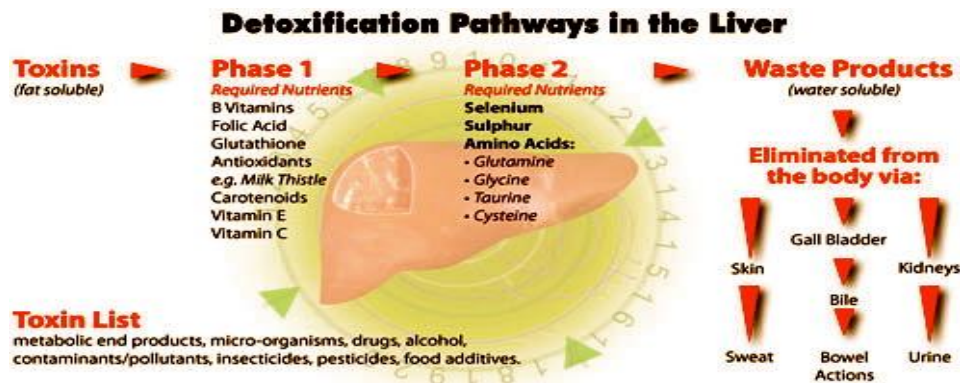 Detoxification Pathways in the Liver
Toxins
(fat soluble)
Phase 1
Required Nutrients
B Vitamins
Folic Acid
Glutathione
Antioxidants
e.g. Milk Thistle
Carotenoids
Vitamin E
Vitamin C
Phase 2
Required Nutrients
Selenium
Sulphur
Amino Acids:
• Glutamine
• Glycine
• Taurine
• Cysteine
Waste Products
(water soluble)
Eliminated from
the body via:
Skin
Sweat
Gall Bladder
Bile
Bowel
Actions
Kidneys
Urine
Toxin List
metabolic end products, micro-organisms, drugs, alcohol,
contaminants/pollutants, insecticides, pesticides, food additives.